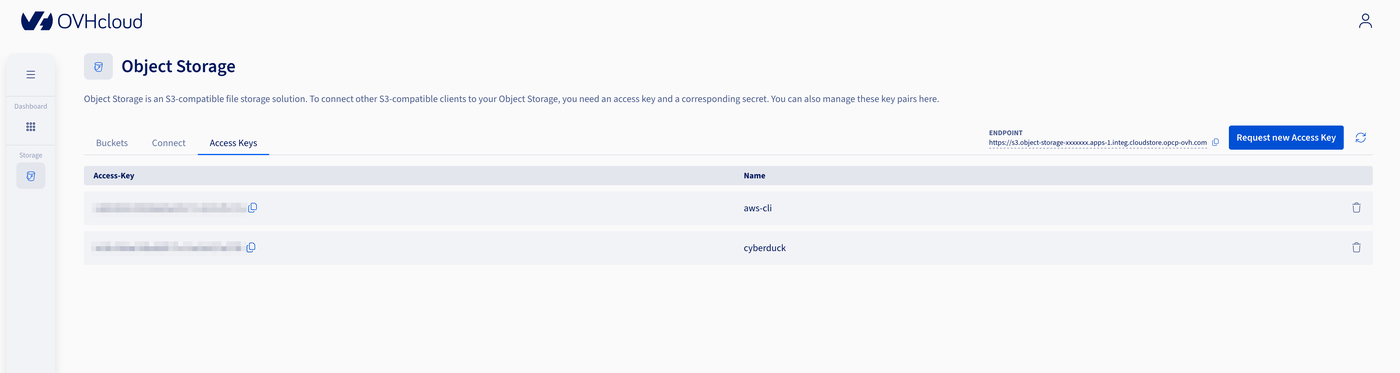 OVHcloud
Object Storage
Object Storage is an S3-compatible file storage solution. To connect other S3-compatible clients to your Object Storage, you need an access key and a corresponding secret. You can also manage these key pairs here.
Dashboard
Storage
Buckets
Connect
Access Keys
ENDPOINT
https://s3.object-storage-xxxxxxx.apps-1.integ.cloudstore.opcp-ovh.com
Request new Access Key
Access-Key
Name
aws-cli
cyberduck